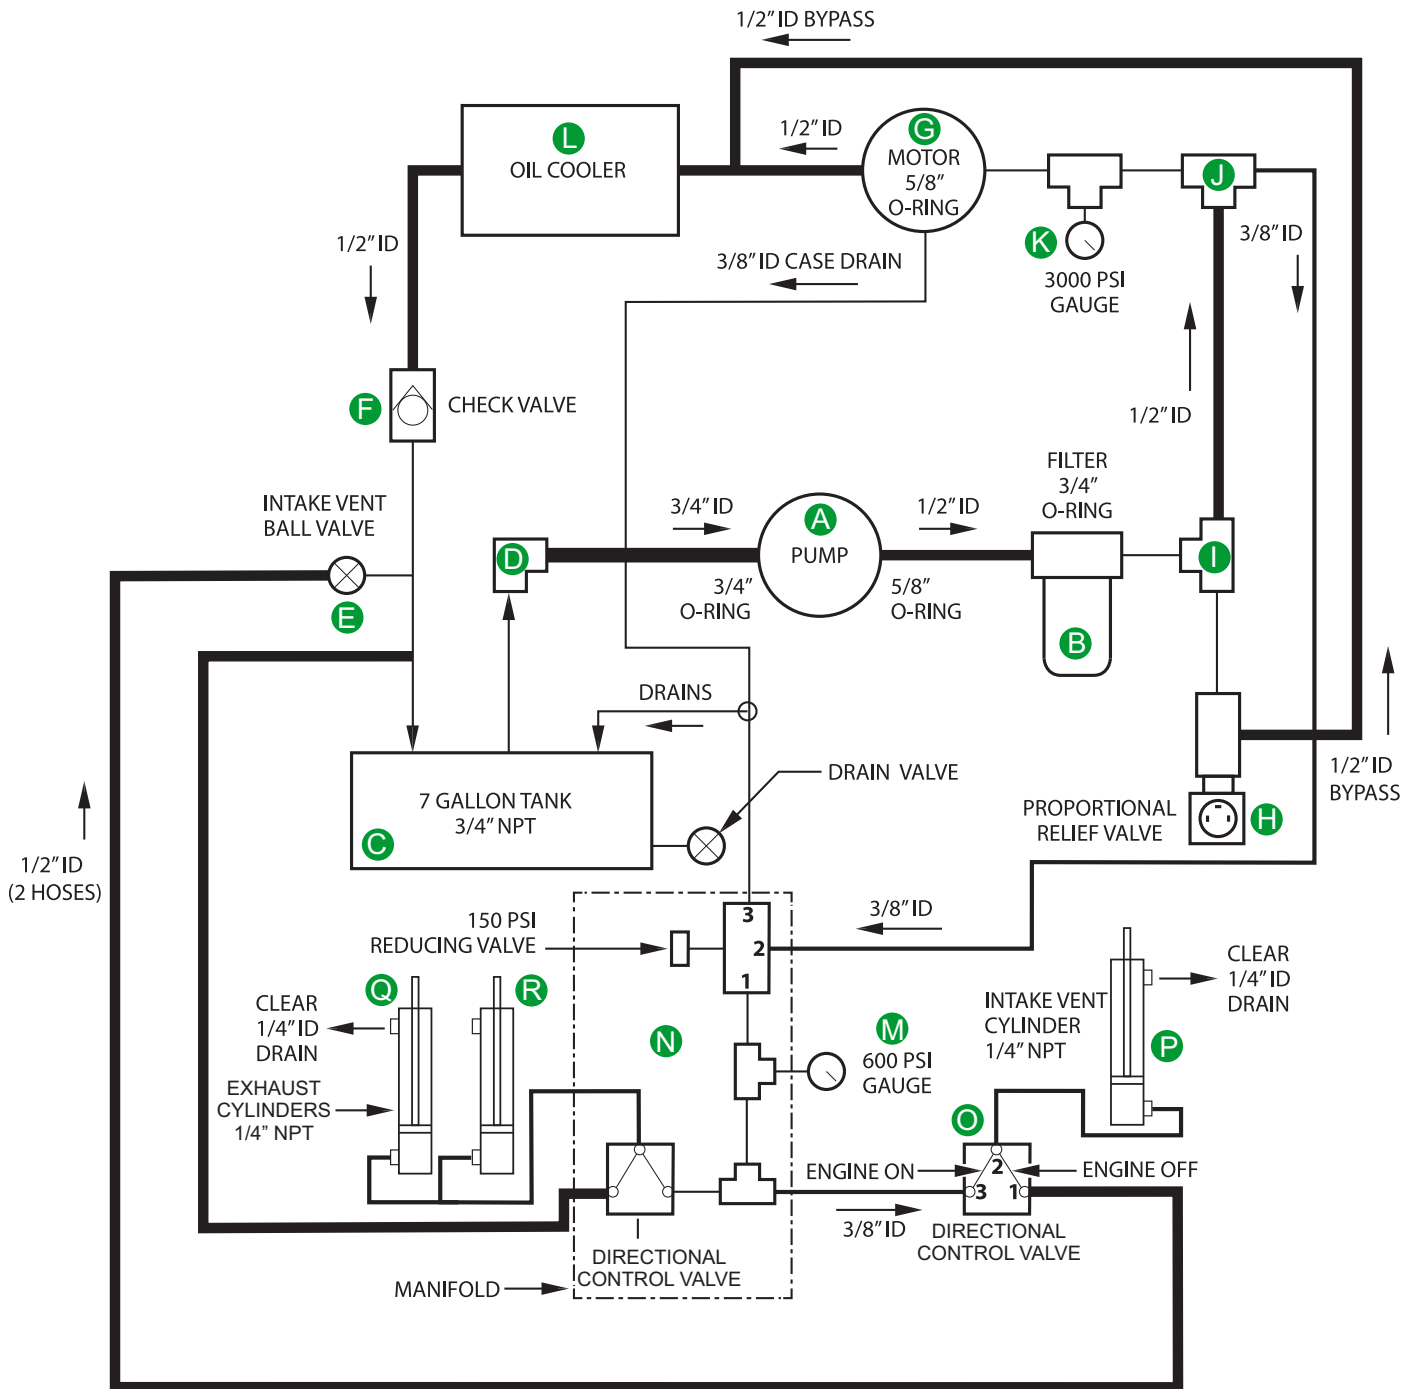 1/2" ID BYPASS
L
OIL COOLER
1/2" ID
G
MOTOR
5/8"
O-RING
J
K
3000 PSI
GAUGE
3/8" ID
1/2" ID
3/8" ID CASE DRAIN
F
CHECK VALVE
1/2" ID
INTAKE VENT
BALL VALVE
E
D
3/4" ID
A
PUMP
1/2" ID
3/4"
O-RING
5/8"
O-RING
FILTER
3/4"
O-RING
B
I
DRAINS
7 GALLON TANK
3/4" NPT
C
DRAIN VALVE
PROPORTIONAL
RELIEF VALVE
H
1/2" ID
BYPASS
1/2" ID
(2 HOSES)
150 PSI
REDUCING VALVE
3
2
1
3/8" ID
Q
R
CLEAR
1/4" ID
DRAIN
EXHAUST
CYLINDERS
1/4" NPT
N
M
600 PSI
GAUGE
INTAKE VENT
CYLINDER
1/4" NPT
P
CLEAR
1/4" ID
DRAIN
O
ENGINE ON
2
3
1
ENGINE OFF
3/8" ID
DIRECTIONAL
CONTROL VALVE
DIRECTIONAL
CONTROL VALVE
MANIFOLD